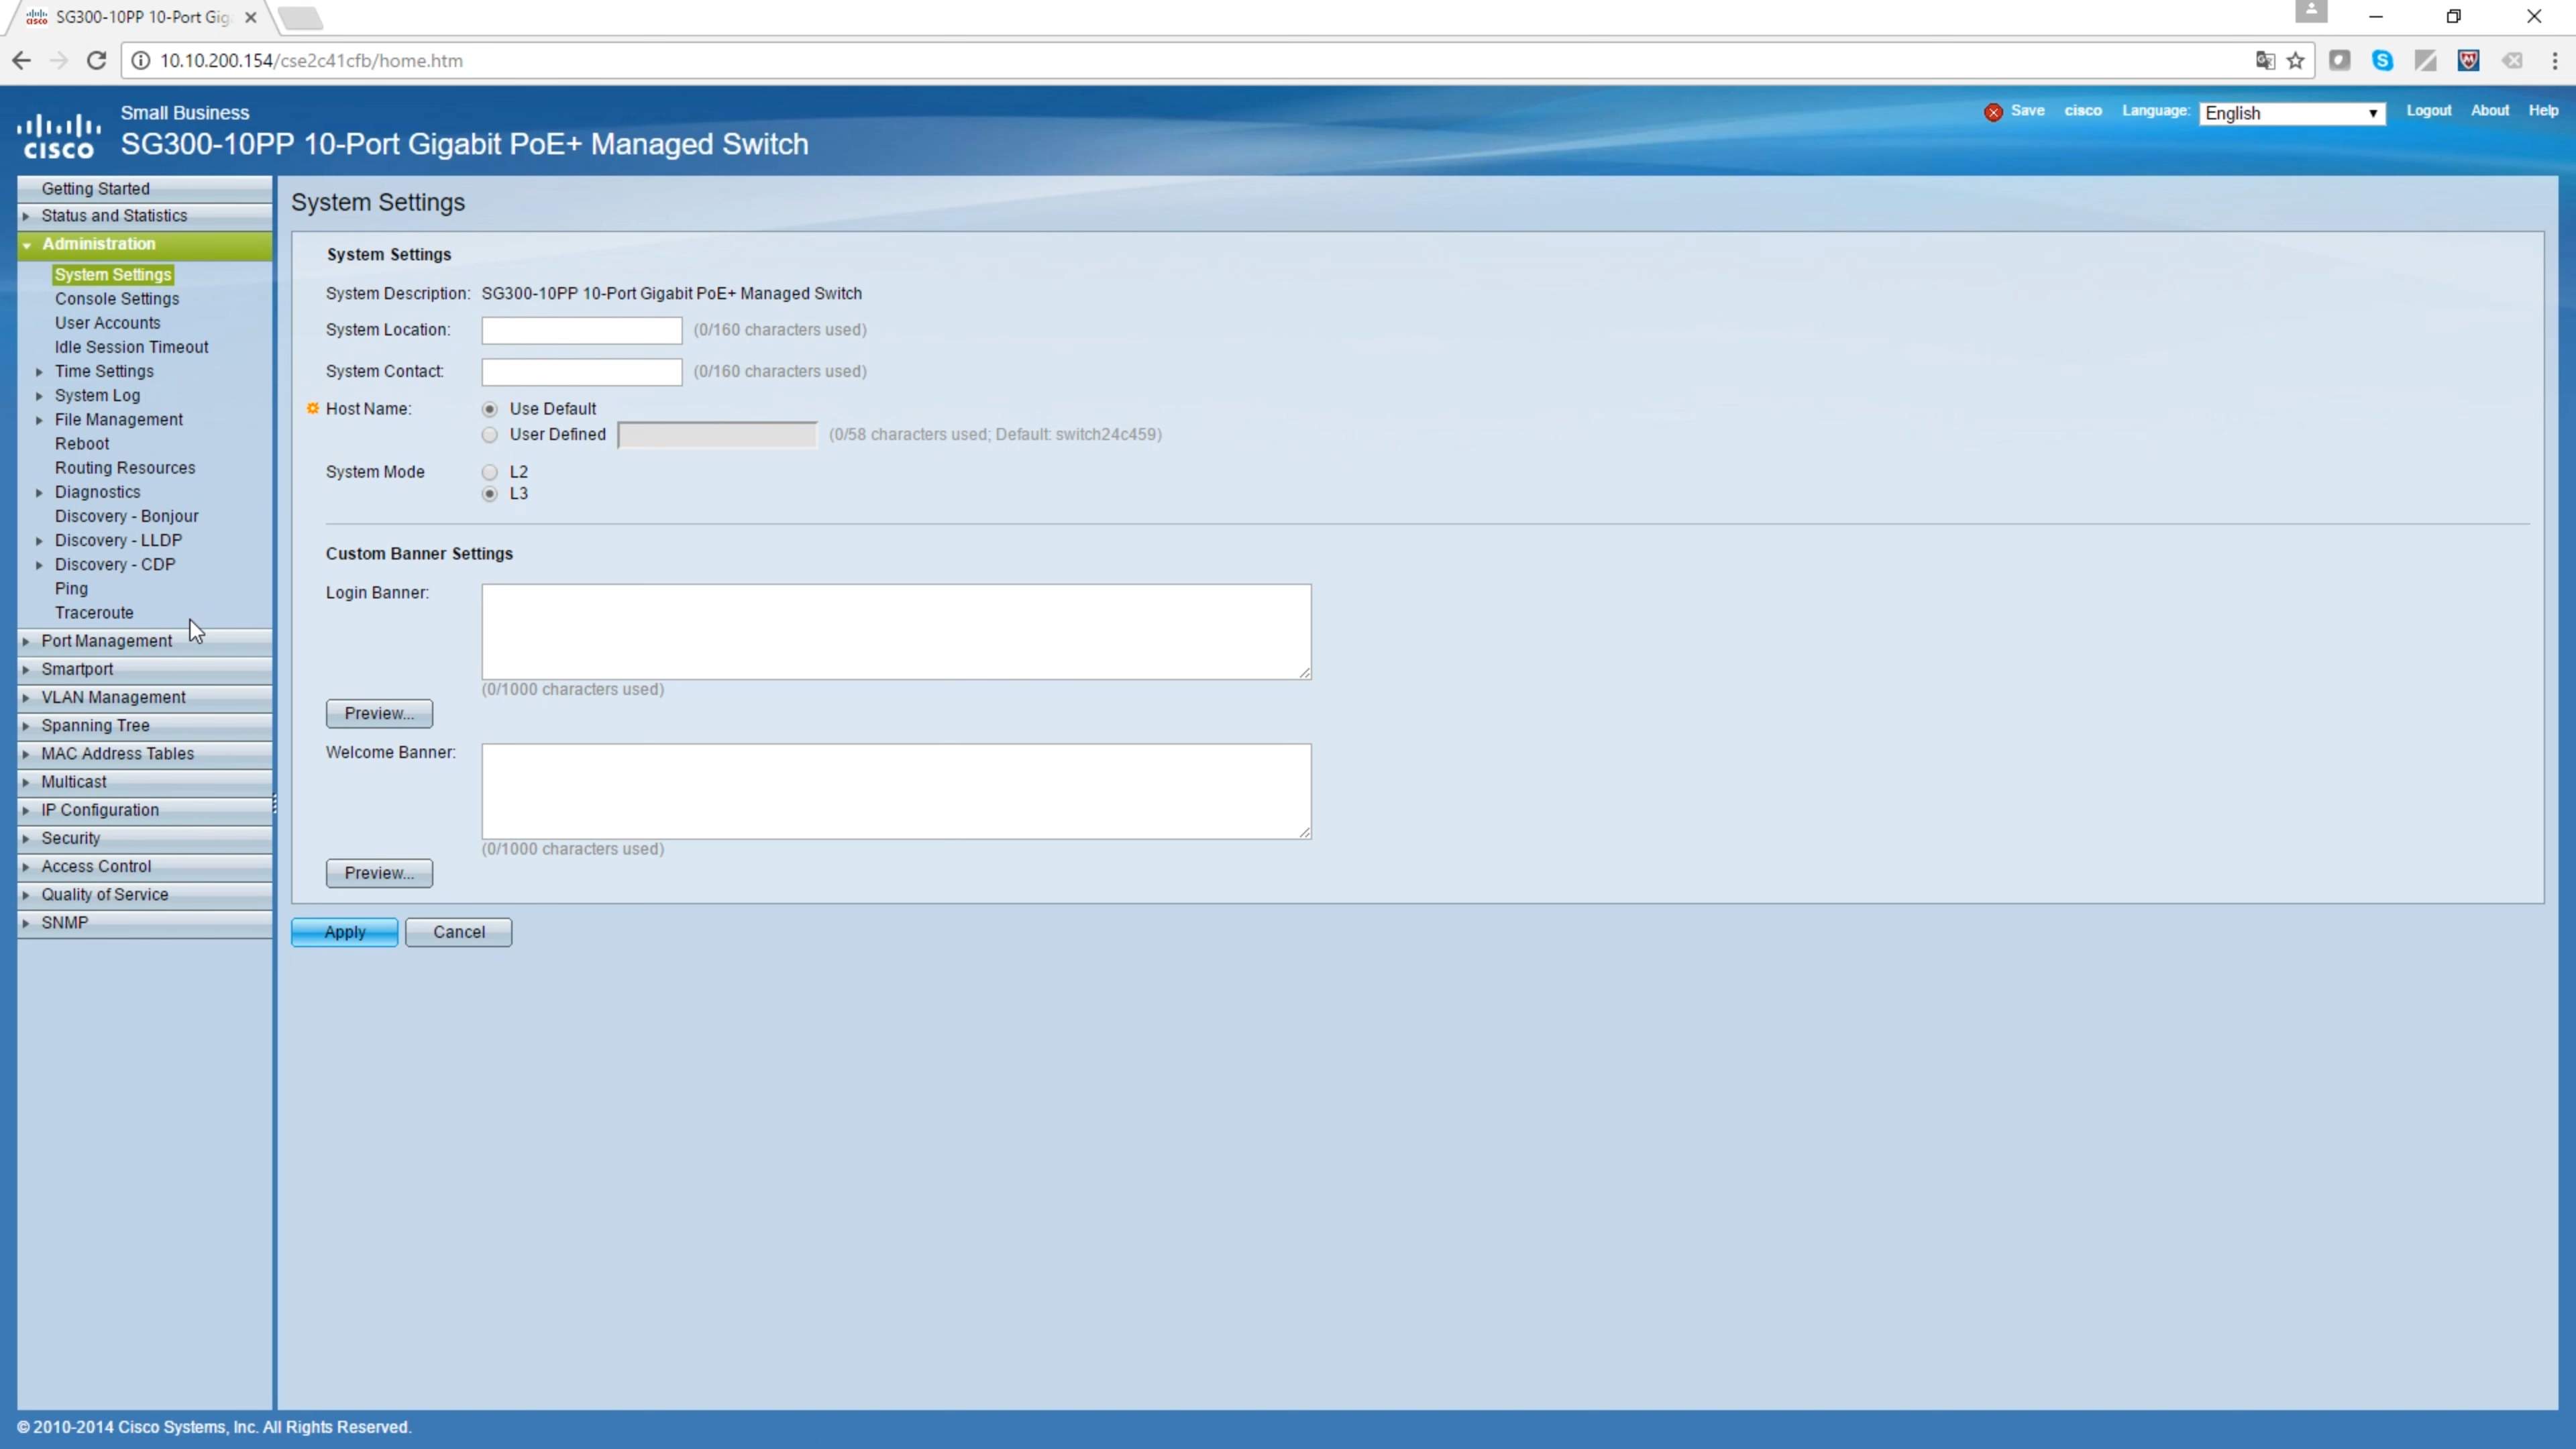 SG300-10PP 10-Port Gig
10.10.200.154/cse2c41cfb/home.htm
Small Business
cisco
SG300-10PP 10-Port Gigabit PoE+ Managed Switch
Save cisco Language: English Logout About Help
Getting Started
Status and Statistics
Administration
System Settings
Console Settings
User Accounts
Idle Session Timeout
Time Settings
System Log
File Management
Reboot
Routing Resources
Diagnostics
Discovery - Bonjour
Discovery - LLDP
Discovery - CDP
Ping
Traceroute
Port Management
Smartport
VLAN Management
Spanning Tree
MAC Address Tables
Multicast
IP Configuration
Security
Access Control
Quality of Service
SNMP
System Settings
System Settings
System Description: SG300-10PP 10-Port Gigabit PoE+ Managed Switch
System Location: (0/160 characters used)
System Contact: (0/160 characters used)
Host Name: Use Default
User Defined (0/58 characters used; Default: switch24c459)
System Mode L2
L3
Custom Banner Settings
Login Banner:
(0/1000 characters used)
Preview...
Welcome Banner:
(0/1000 characters used)
Preview...
Apply Cancel
© 2010-2014 Cisco Systems, Inc. All Rights Reserved.